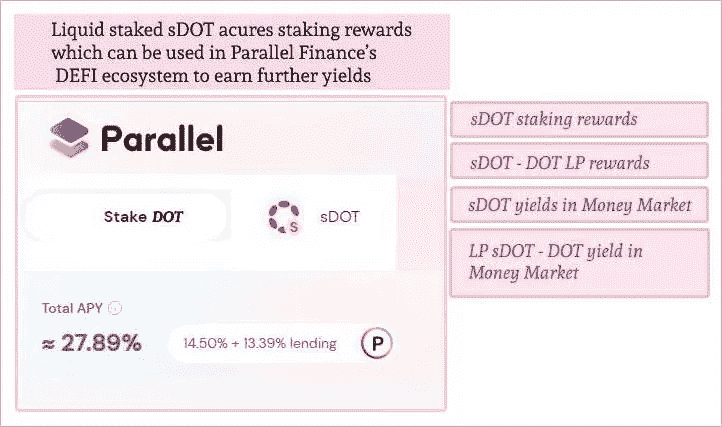 Liquid staked sDOT acures staking rewards
which can be used in Parallel Finance's
DEFI ecosystem to earn further yields
Parallel
Stake DOT
S
sDOT
Total APY
≈ 27.89%
14.50% + 13.39% lending
P
sDOT staking rewards
sDOT - DOT LP rewards
sDOT yields in Money Market
LP sDOT - DOT yield in
Money Market